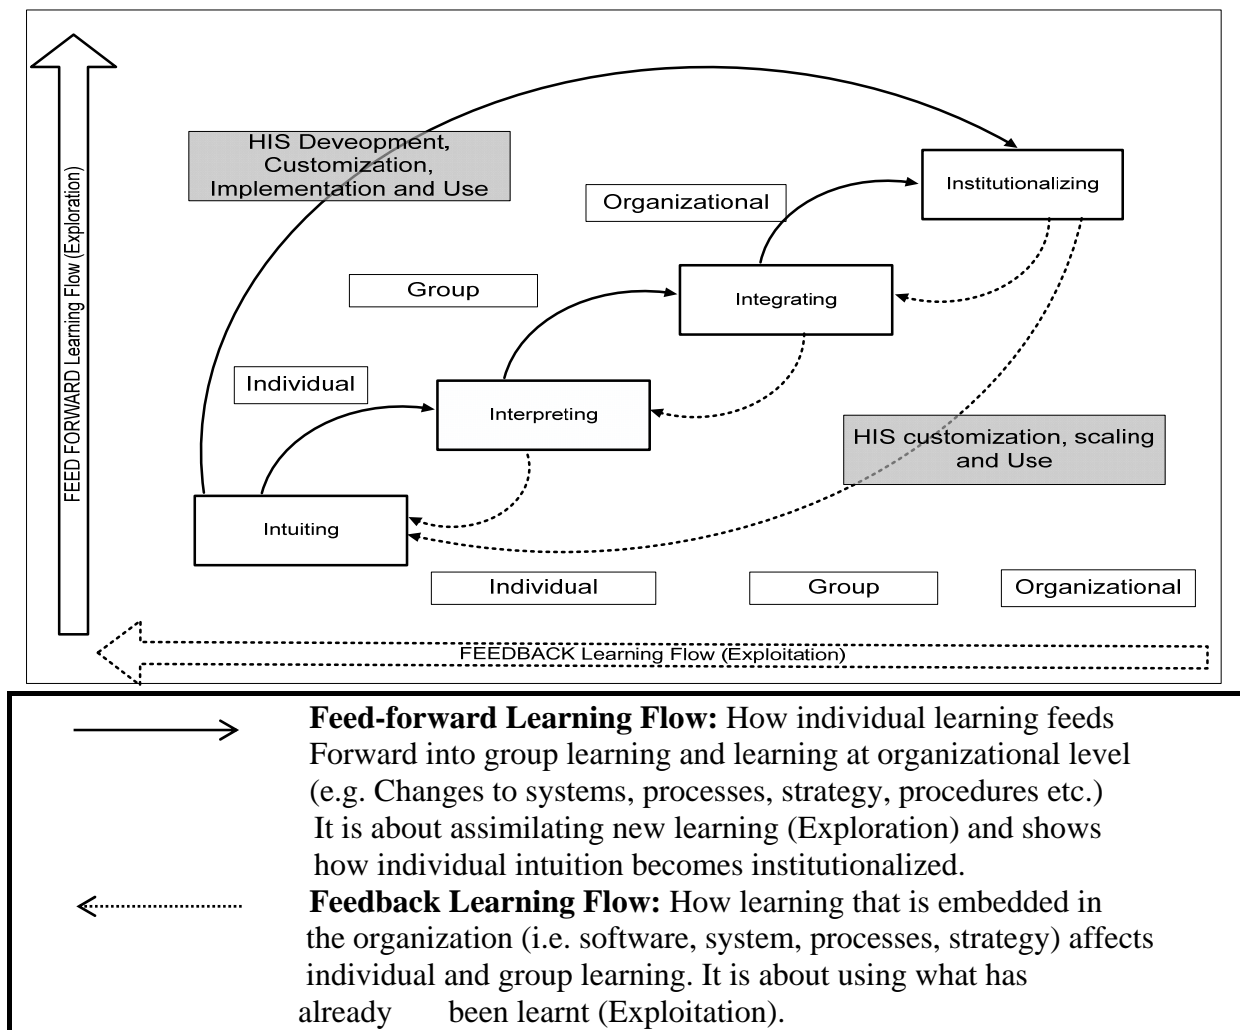 HIS Deveopment,
Customization,
Implementation and Use
Institutionalizing
Organizational
Group
Integrating
Individual
Interpreting
HIS customization, scaling
and Use
Intuiting
Individual
Group
Organizational
FEED FORWARD Learning Flow (Exploration)
FEEDBACK Learning Flow (Exploitation)
Feed-forward Learning Flow: How individual learning feeds
Forward into group learning and learning at organizational level
(e.g. Changes to systems, processes, strategy, procedures etc.)
It is about assimilating new learning (Exploration) and shows
how individual intuition becomes institutionalized.
Feedback Learning Flow: How learning that is embedded in
the organization (i.e. software, system, processes, strategy) affects
individual and group learning. It is about using what has
already been learnt (Exploitation).